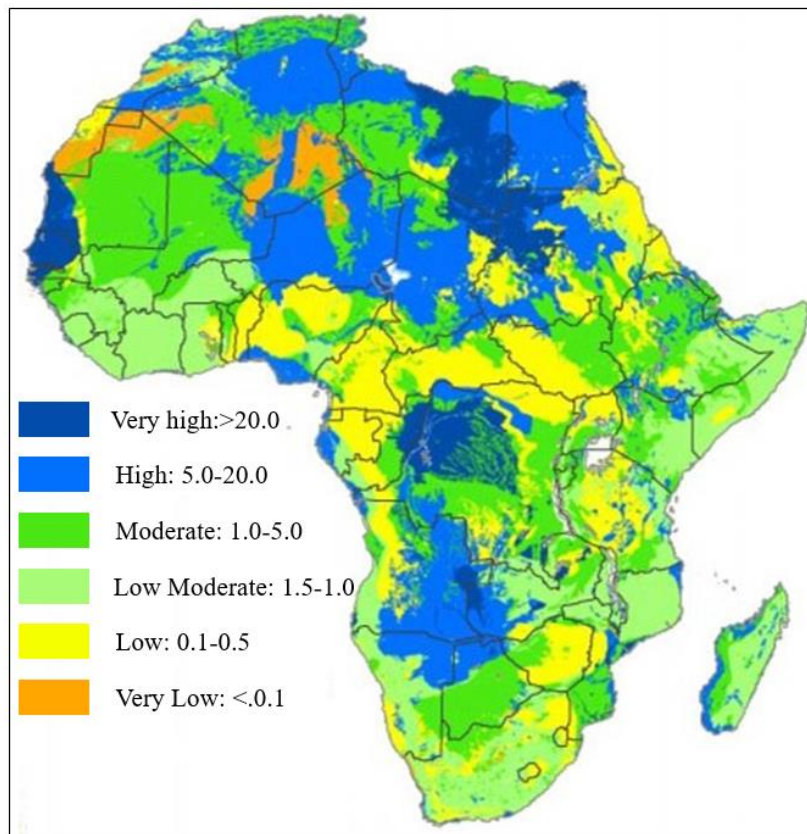 Very high:>20.0
High: 5.0-20.0
Moderate: 1.0-5.0
Low Moderate: 1.5-1.0
Low: 0.1-0.5
Very Low: <.0.1